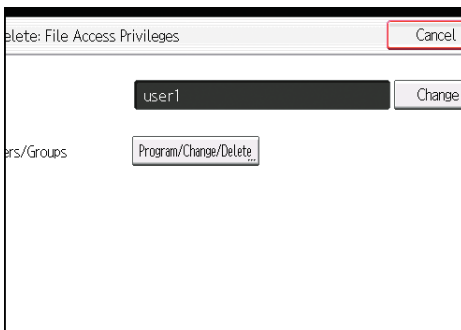 elete: File Access Privileges
Cancel
user1
Change
ers/Groups
Program/Change/Delete